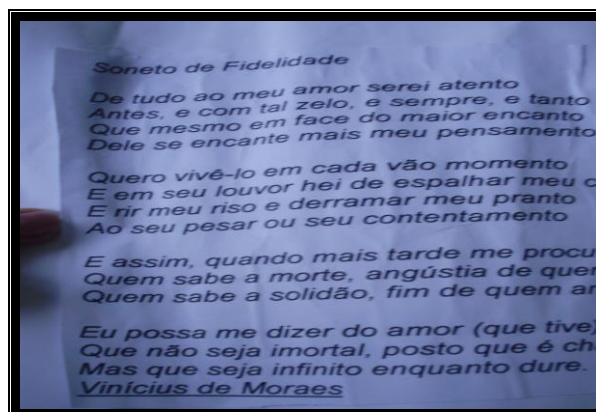 Soneto de Fidelidade
De tudo ao meu amor serei atento
Antes, e com tal zelo, e sempre, e tanto
Que mesmo em face do maior encanto
Dele se encante mais meu pensamento
Quero vivê-lo em cada vão momento
E em seu louvor hei de espalhar meu c
E rir meu riso e derramar meu pranto
Ao seu pesar ou seu contentamento
E assim, quando mais tarde me procu
Quem sabe a morte, angústia de quem
Quem sabe a solidão, fim de quem am
Eu possa me dizer do amor (que tive)
Que não seja imortal, posto que é cha
Mas que seja infinito enquanto dure.
Vinícius de Moraes